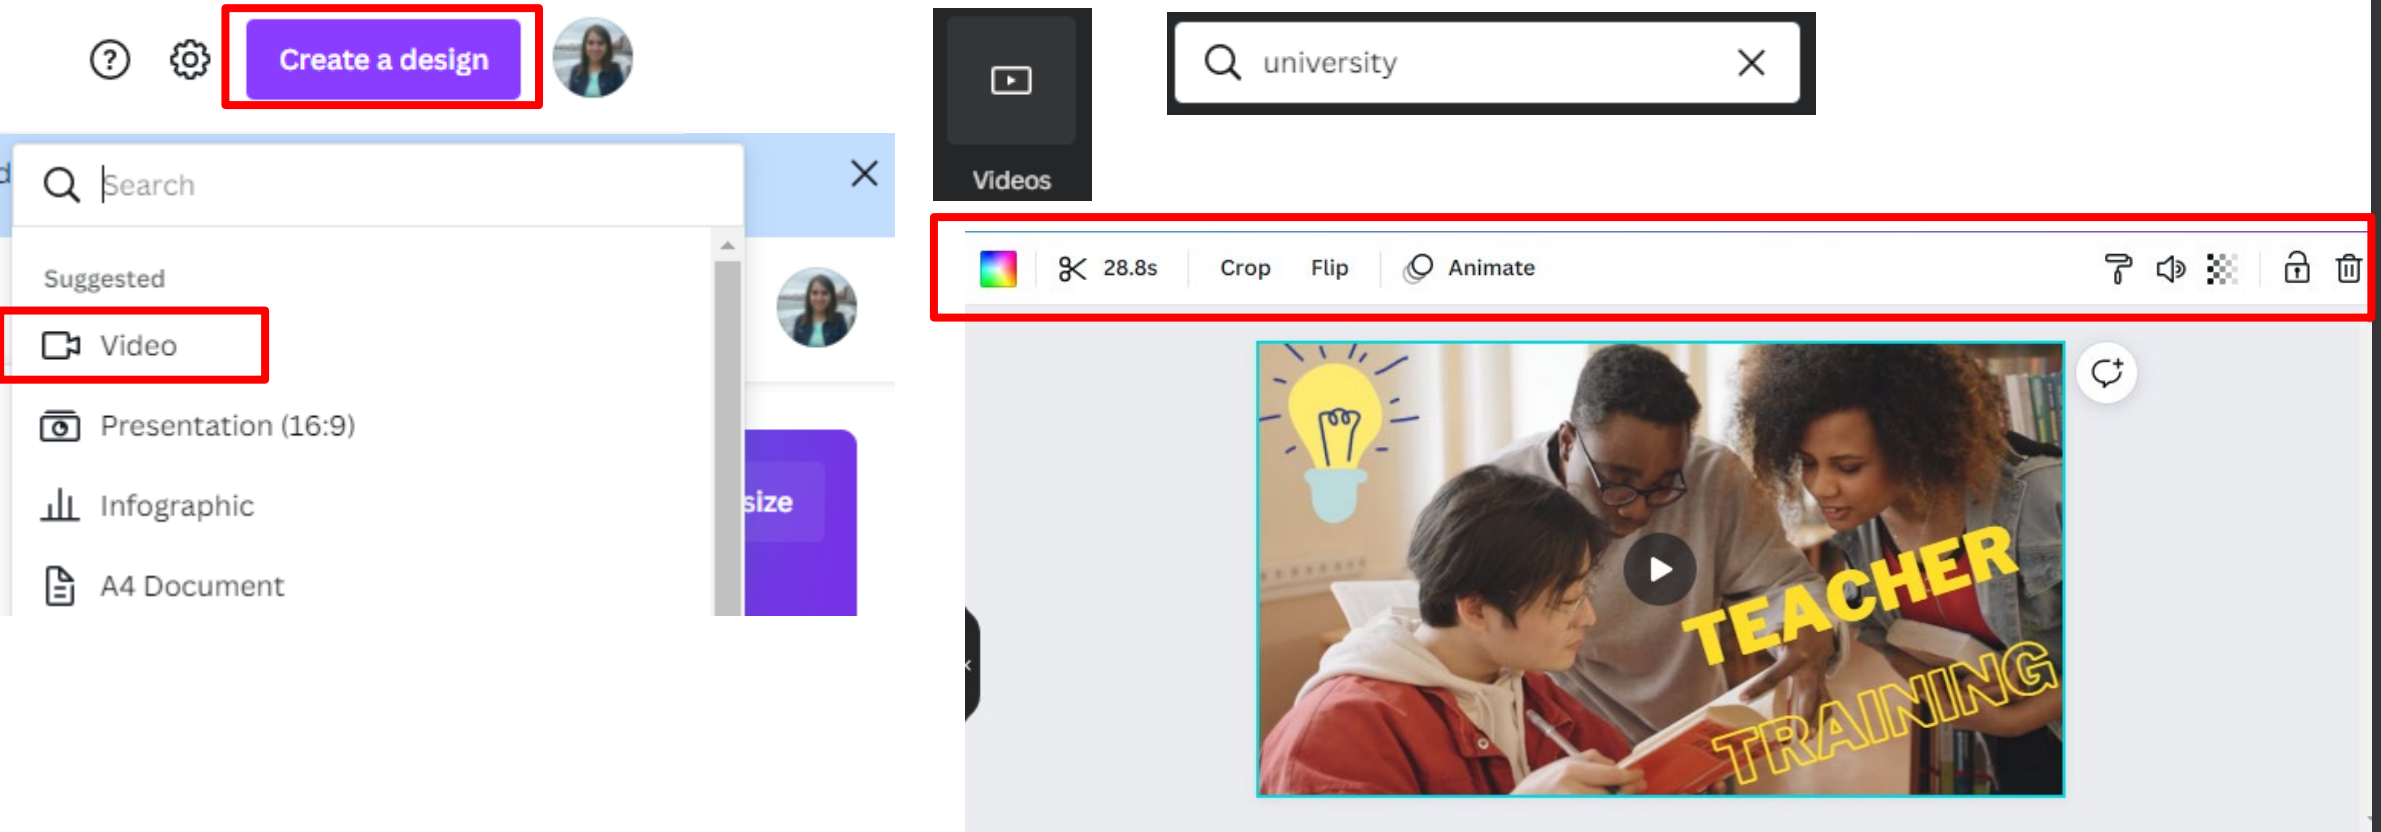 ?
Create a design
d
Search
Suggested
Video
Presentation (16:9)
Infographic
A4 Document
size
Videos
university
28.8s
Crop
Flip
Animate
TEACHER
TRAINING